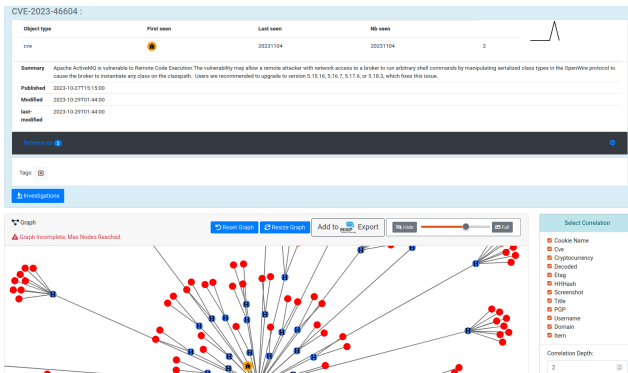 CVE-2023-46604 :
Object type First seen Last seen Nb seen
cve 20231104 20231104 2
Summary Apache ActiveMQ is vulnerable to Remote Code Execution.The vulnerability may allow a remote attacker with network access to a broker to run arbitrary shell commands by manipulating serialized class types in the OpenWire protocol to
cause the broker to instantiate any class on the classpath. Users are recommended to upgrade to version 5.15.16, 5.16.7, 5.17.6, or 5.18.3, which fixes this issue.
Published 2023-10-27T15:15:00
Modified 2023-10-29T01:44:00
last-modified 2023-10-29T01:44:00
References
Tags:
Investigations
Graph
Reset Graph Resize Graph Add to Export Hide Full
Graph Incomplete, Max Nodes Reached.
Select Correlation
Cookie Name
Cve
Cryptocurrency
Decoded
Etag
HHHash
Screenshot
Title
PGP
Username
Domain
Item
Correlation Depth:
2